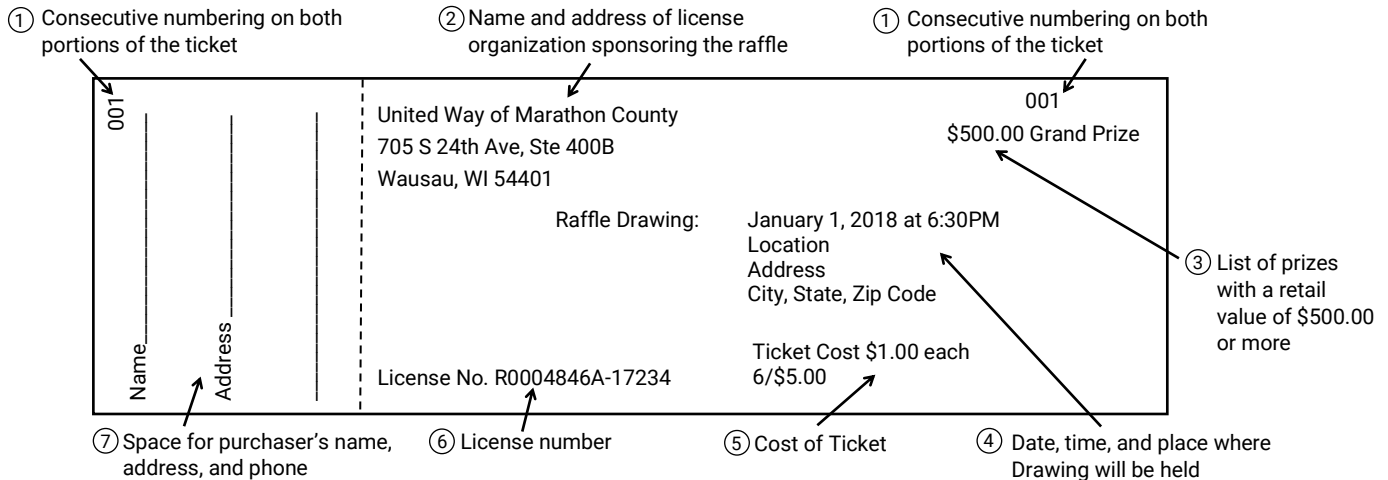 ① Consecutive numbering on both
portions of the ticket
② Name and address of license
organization sponsoring the raffle
① Consecutive numbering on both
portions of the ticket
001
Name
Address
United Way of Marathon County
705 S 24th Ave, Ste 400B
Wausau, WI 54401
001
$500.00 Grand Prize
Raffle Drawing:
January 1, 2018 at 6:30PM
Location
Address
City, State, Zip Code
③ List of prizes
with a retail
value of $500.00
or more
License No. R0004846A-17234
Ticket Cost $1.00 each
6/$5.00
⑦ Space for purchaser’s name,
address, and phone
⑥ License number
⑤ Cost of Ticket
④ Date, time, and place where
Drawing will be held